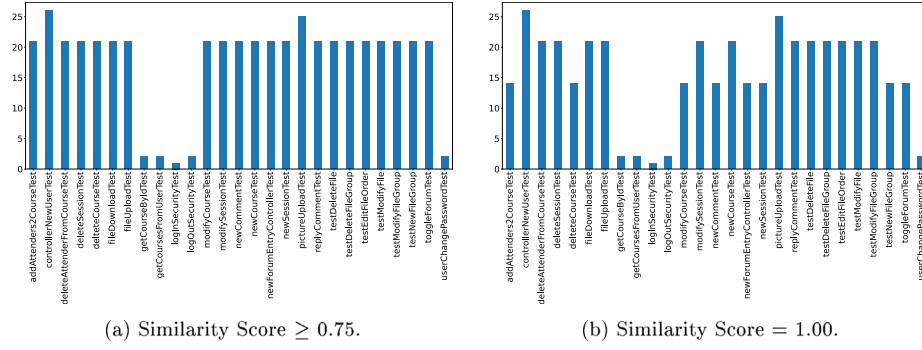 25
20
15
10
5
0
addAttenders2CourseTest
controllerNewUserTest
deleteAttenderFromCourseTest
deleteSessionTest
delteteCourseTest
fileDownloadTest
fileUploadTest
getCourseByIdTest
getCoursesFromUserTest
logInSecurityTest
logOutSecurityTest
modifyCourseTest
modifySessionTest
newCommentTest
newCourseTest
newForumEntryControllerTest
newSessionTest
pictureUploadTest
replyCommentTest
testDeleteFile
testDeleteFileGroup
testEditFileOrder
testModifyFile
testModifyFileGroup
testNewFileGroup
toggleForumTest
userChangePasswordTest
(a) Similarity Score ≥ 0.75.
25
20
15
10
5
0
addAttenders2CourseTest
controllerNewUserTest
deleteAttenderFromCourseTest
deleteSessionTest
delteteCourseTest
fileDownloadTest
fileUploadTest
getCourseByIdTest
getCoursesFromUserTest
logInSecurityTest
logOutSecurityTest
modifyCourseTest
modifySessionTest
newCommentTest
newCourseTest
newForumEntryControllerTest
newSessionTest
pictureUploadTest
replyCommentTest
testDeleteFile
testDeleteFileGroup
testEditFileOrder
testModifyFile
testModifyFileGroup
testNewFileGroup
toggleForumTest
userChangePasswordTest
(b) Similarity Score = 1.00.